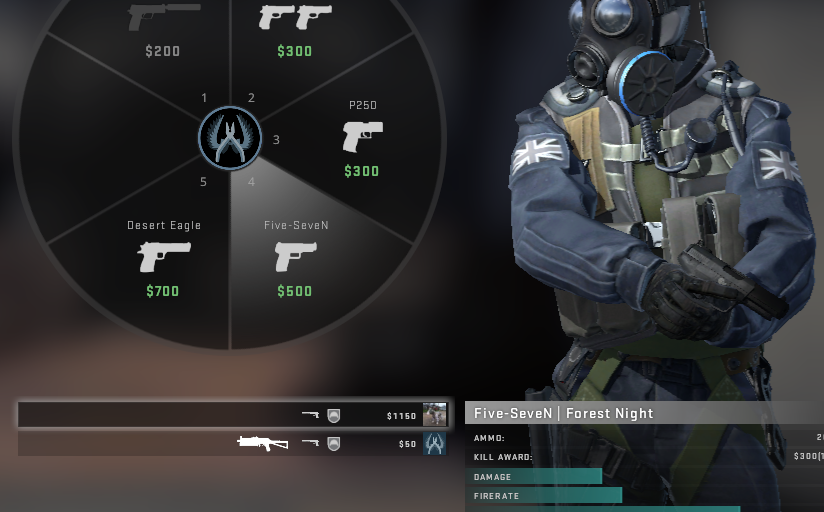 $200
$300
1
2
P250
3
$300
5
4
Desert Eagle
Five-SeveN
$700
$500
$1150
$50
Five-SeveN | Forest Night
AMMO:
KILL AWARD:
DAMAGE
FIRERATE